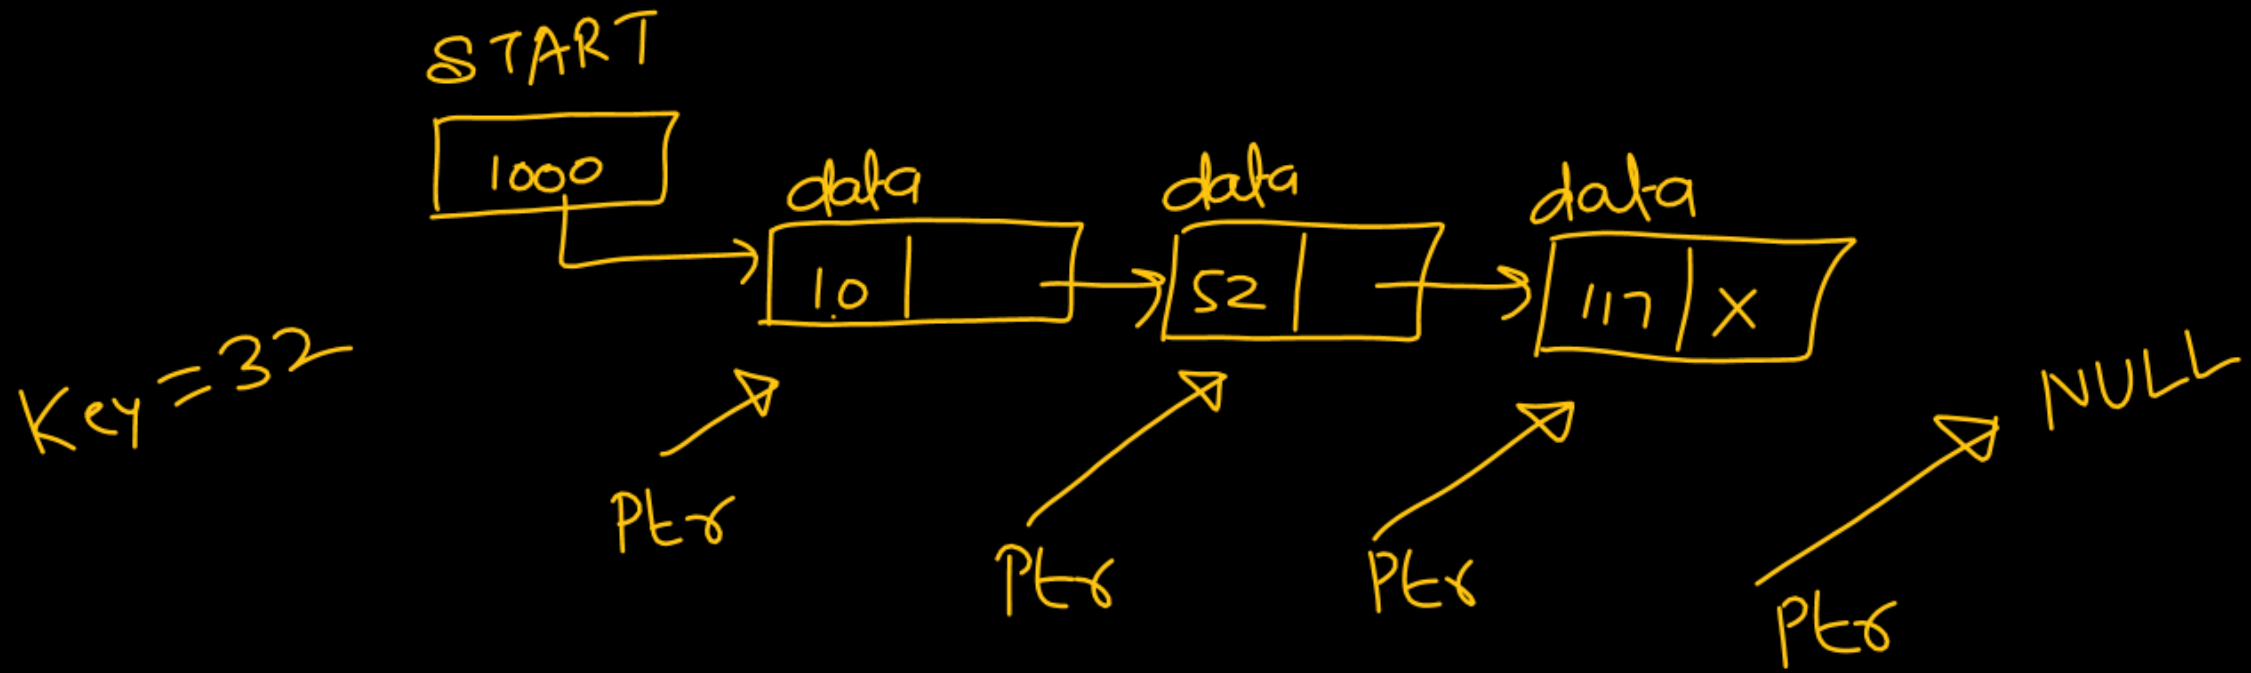 START
1000
data data data
10 52 117 X
Key = 32
NULL
Ptr Ptr Ptr Ptr